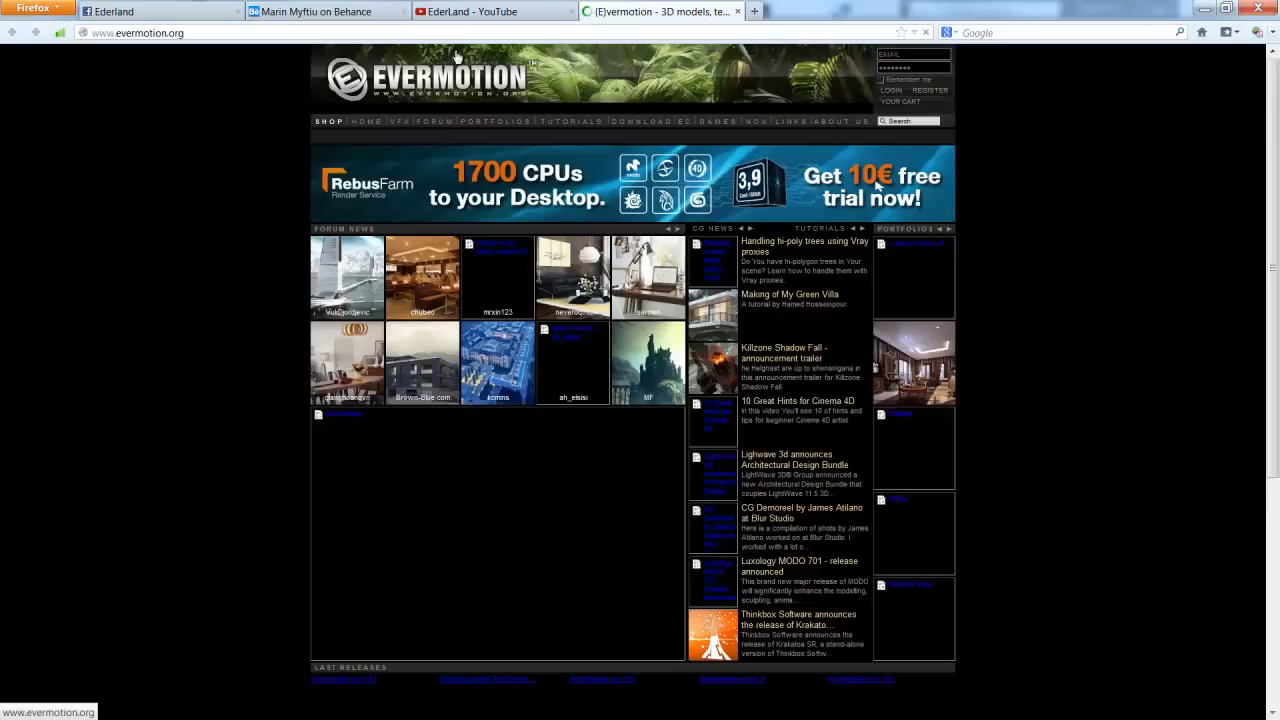 Firefox
Ederland
Marin Myftiu on Behance
EderLand - YouTube
{E}vermotion - 3D models, te...
www.evermotion.org
Google
EVERMOTION
TM
WWW.EVERMOTION.ORG
EMAIL
Remember me
LOGIN REGISTER
YOUR CART
SHOP HOME VFX FORUM PORTFOLIOS TUTORIALS DOWNLOAD EC GAMES NOX LINKS ABOUT US
Search
RebusFarm
Render Service
1700 CPUs
to your Desktop.
3,9
Get 10€ free
trial now!
FORUM NEWS
CG NEWS
TUTORIALS
PORTFOLIOS
VukDjordjevic
chubeo
mrxin123
sermen
Brown-Blue.com
kcmins
ah_elsisi
MF
Handling hi-poly trees using Vray
proxies
Do You have hi-polygon trees in Your
scene? Learn how to handle them with
Vray proxies.
Making of My Green Villa
A tutorial by Hamed Hosseinpour.
Killzone Shadow Fall -
announcement trailer
he Helghast are up to shenanigans in
this announcement trailer for Killzone
Shadow Fall.
10 Great Hints for Cinema 4D
In this video You'll see 10 of hints and
tips for beginner Cinema 4D artist.
Lighwave 3d announces
Architectural Design Bundle
LightWave 3D® Group announced a
new Architectural Design Bundle that
couples LightWave 11.5 3D...
CG Demoreel by James Atilano
at Blur Studio
Here is a compilation of shots by James
Atilano worked on at Blur Studio. I
worked with a lot o...
Luxology MODO 701 - release
announced
This brand new major release of MODO
will significantly enhance the modelling,
sculpting, anima...
Thinkbox Software announces
the release of Krakato...
Thinkbox Software announces the
release of Krakatoa SR, a stand-alone
version of Thinkbox Softw...
LAST RELEASES
www.evermotion.org